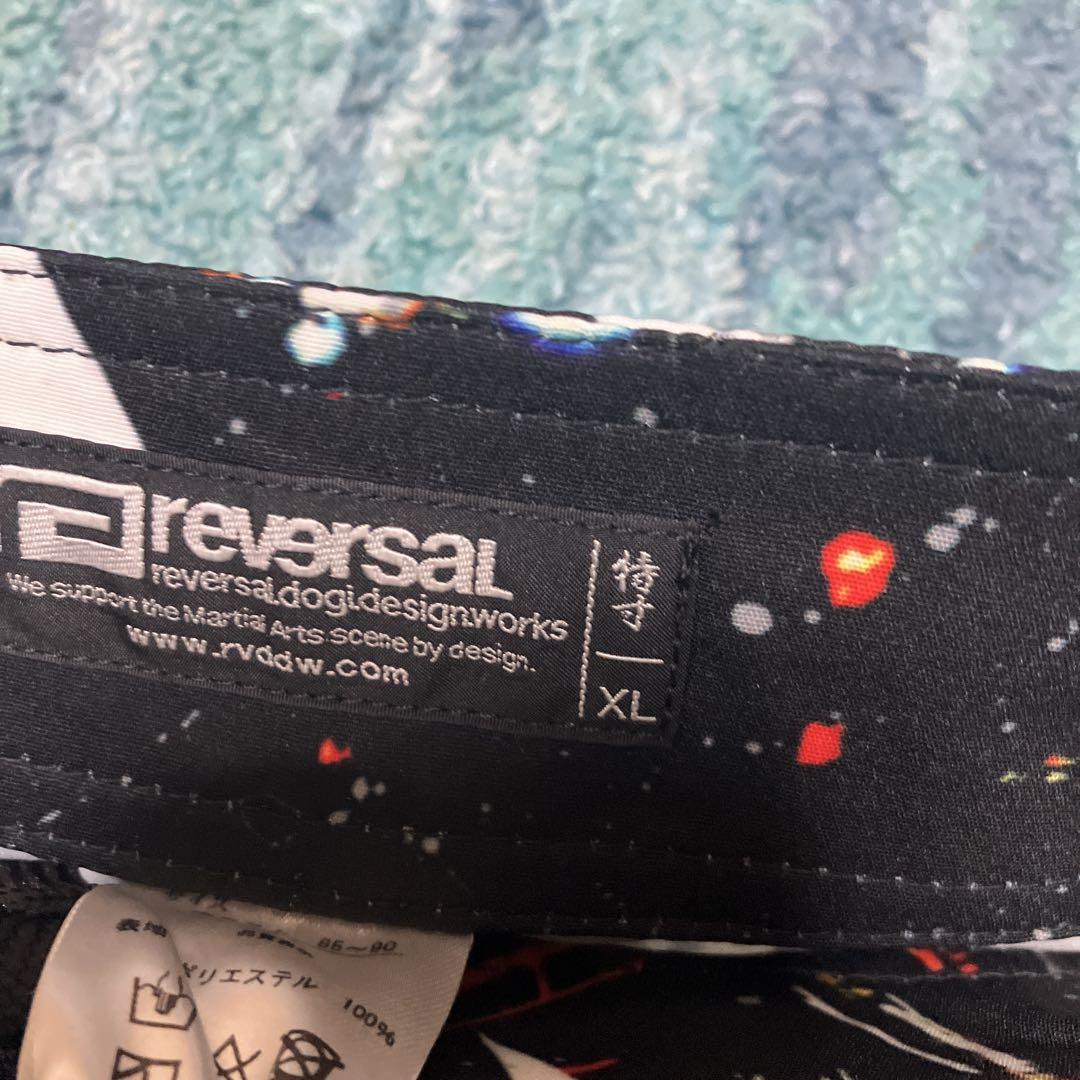 reversaL
reversal.dogi.design.works
We support the Martial Arts scene by design.
www.rvddw.com
特寸
XL
85~90
表地
ポリエステル
100%